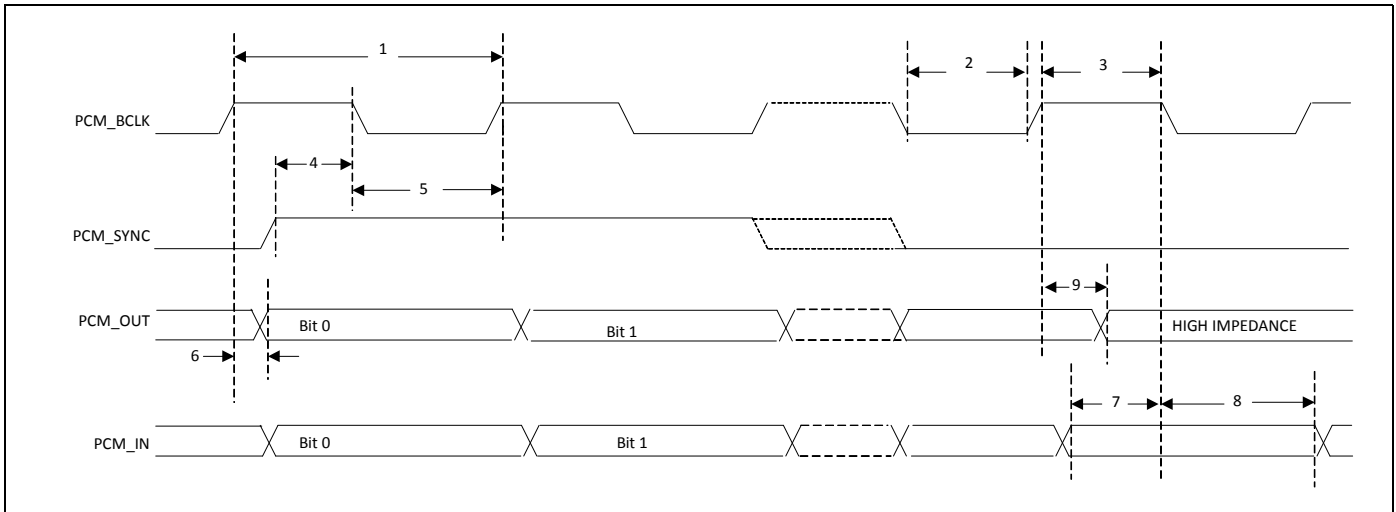 1
2
3
PCM_BCLK
4
5
PCM_SYNC
9
PCM_OUT
Bit 0
Bit 1
HIGH IMPEDANCE
6
7
8
PCM_IN
Bit 0
Bit 1